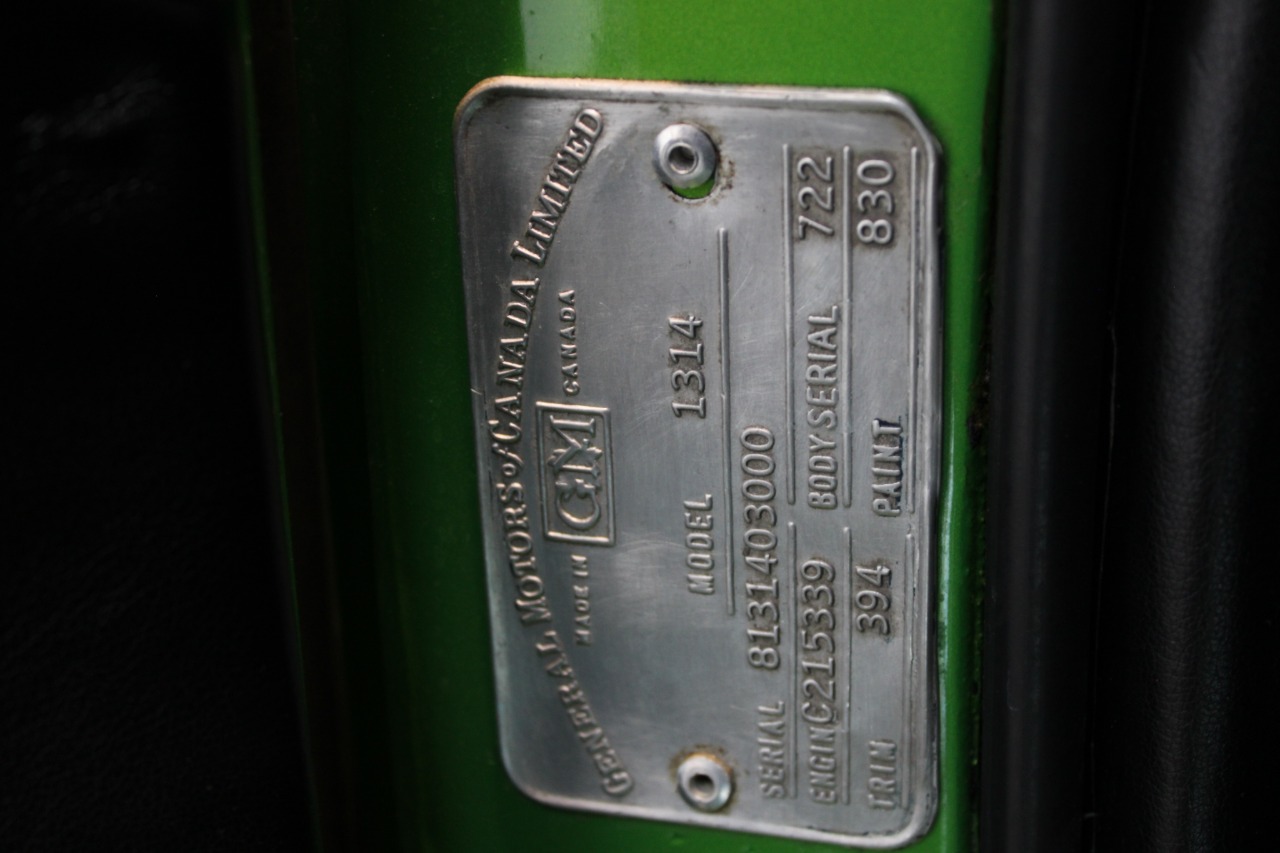 GENERAL MOTORS of CANADA LIMITED
MADE IN GM CANADA
MODEL 1314
SERIAL 8131403000
ENGIN C215339 BODY SERIAL 722
TRIM 394 PAINT 830